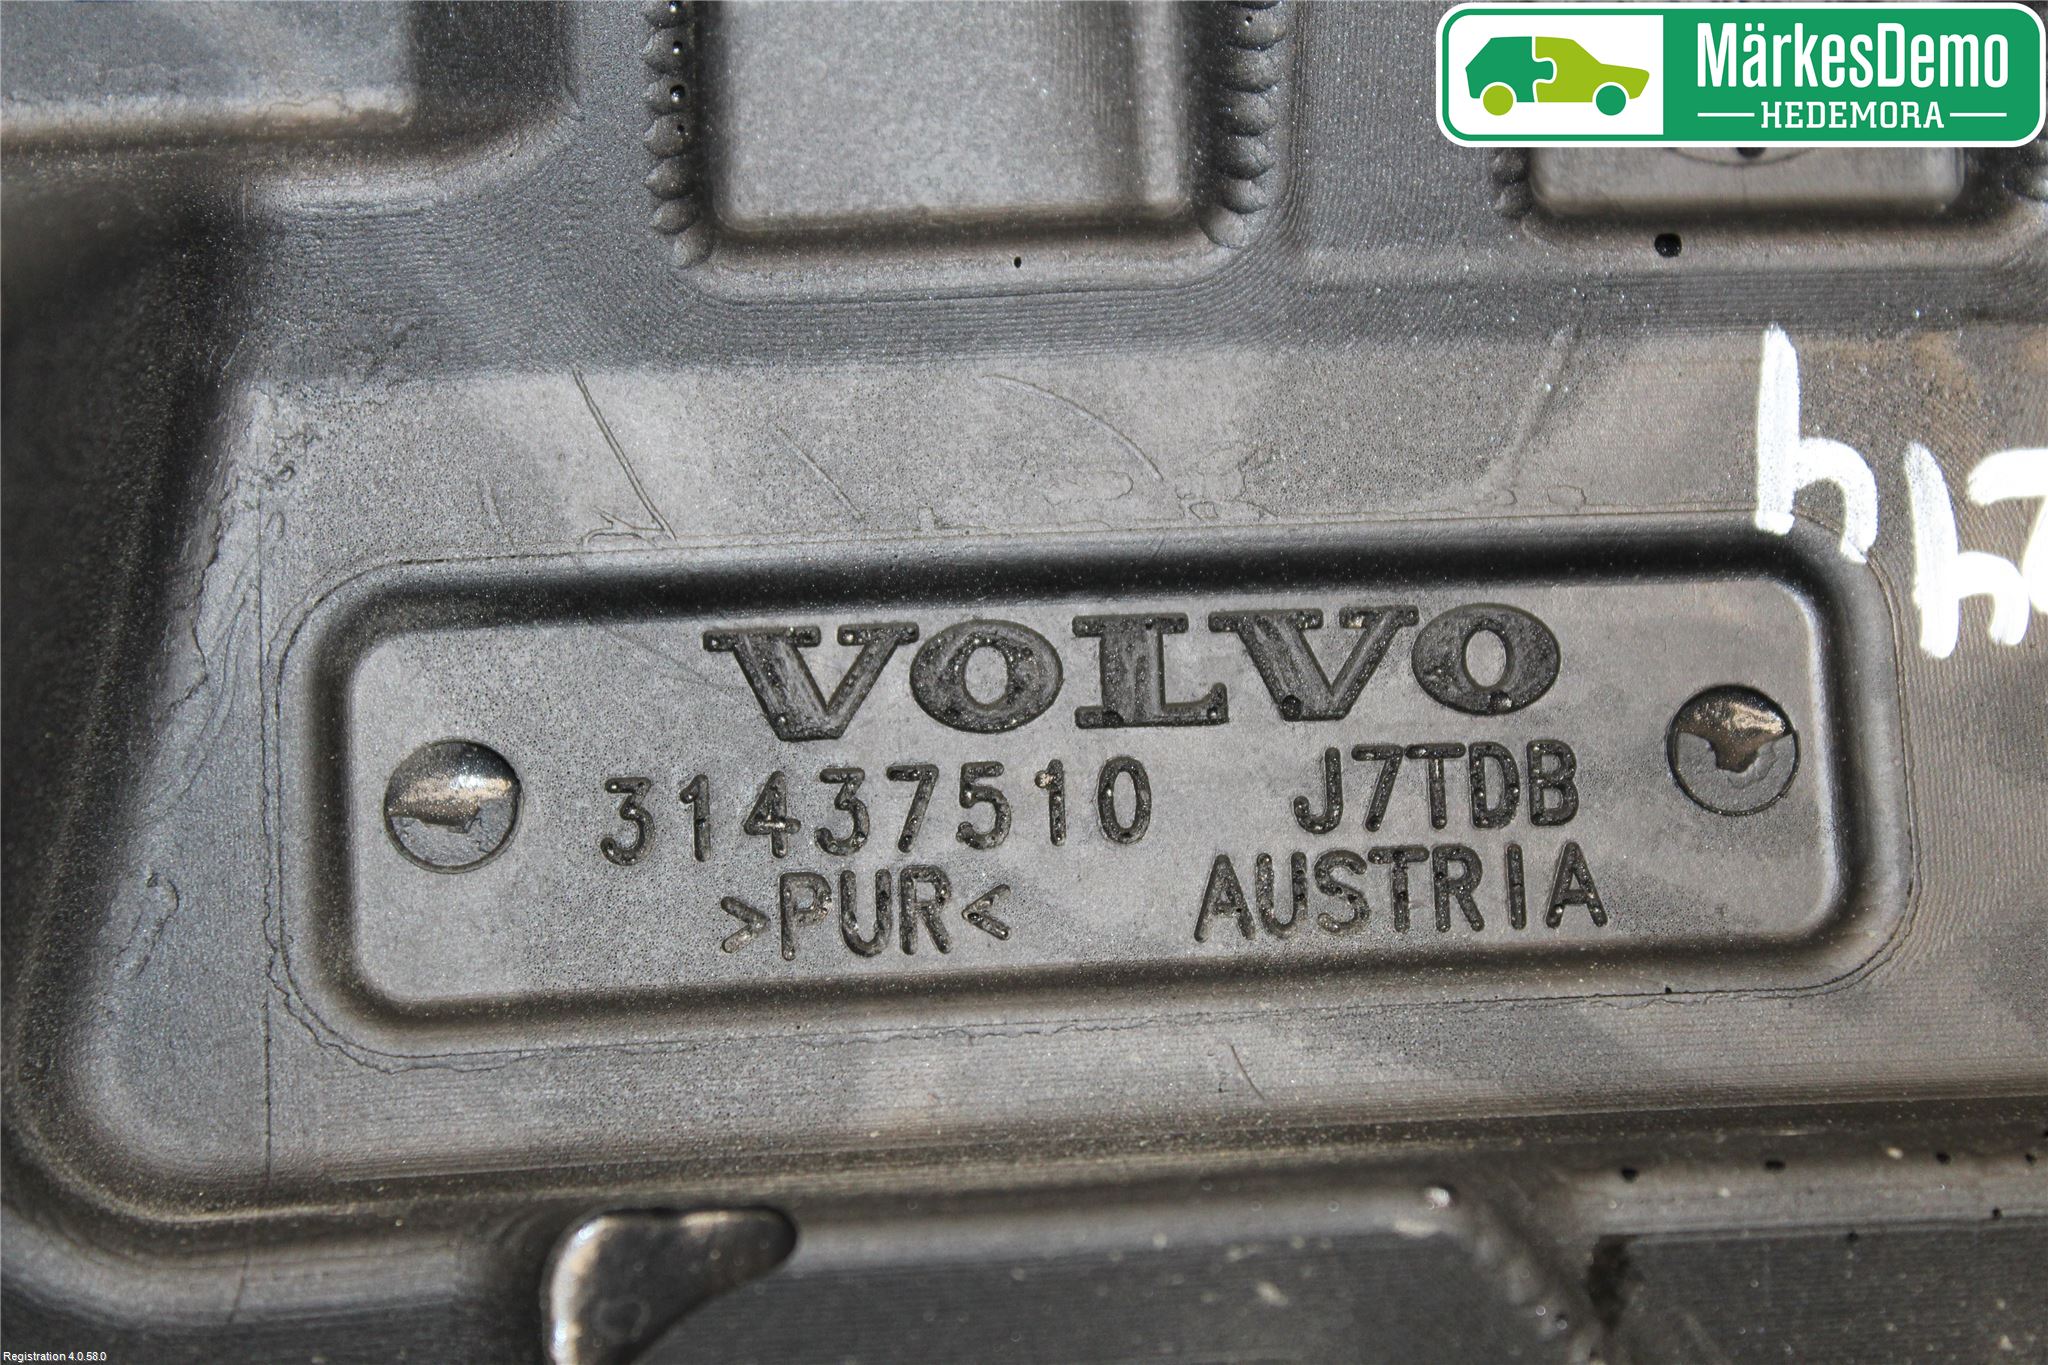 MärkesDemo
HEDEMORA
VOLVO
31437510 J7TDB
>PUR< AUSTRIA
Registration 4.0.58.0